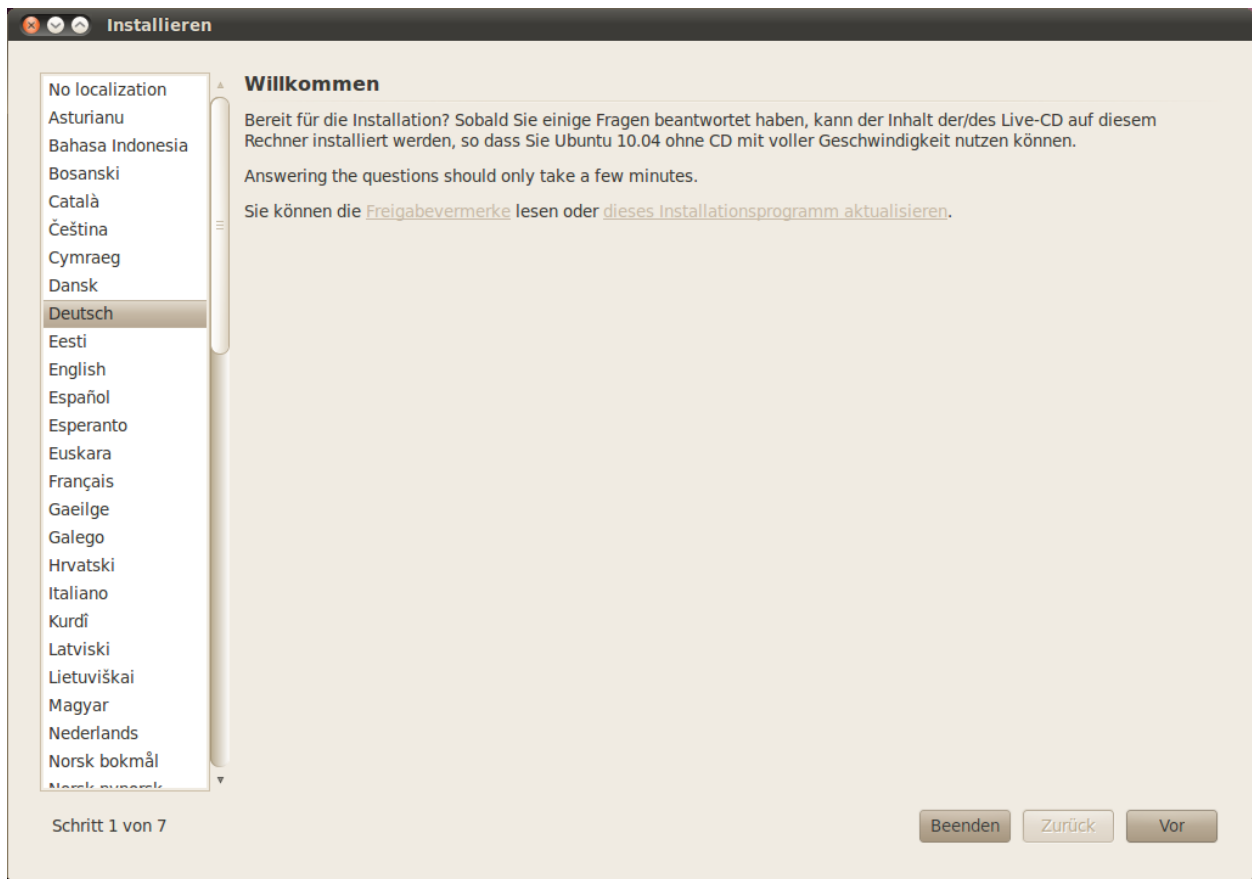 Installieren
No localization
Asturianu
Bahasa Indonesia
Bosanski
Català
Čeština
Cymraeg
Dansk
Deutsch
Eesti
English
Español
Esperanto
Euskara
Français
Gaeilge
Galego
Hrvatski
Italiano
Kurdî
Latviski
Lietuviškai
Magyar
Nederlands
Norsk bokmål
Norsk nynorsk
Willkommen
Bereit für die Installation? Sobald Sie einige Fragen beantwortet haben, kann der Inhalt der/des Live-CD auf diesem
Rechner installiert werden, so dass Sie Ubuntu 10.04 ohne CD mit voller Geschwindigkeit nutzen können.
Answering the questions should only take a few minutes.
Sie können die Freigabevermerke lesen oder dieses Installationsprogramm aktualisieren.
Schritt 1 von 7
Beenden
Zurück
Vor